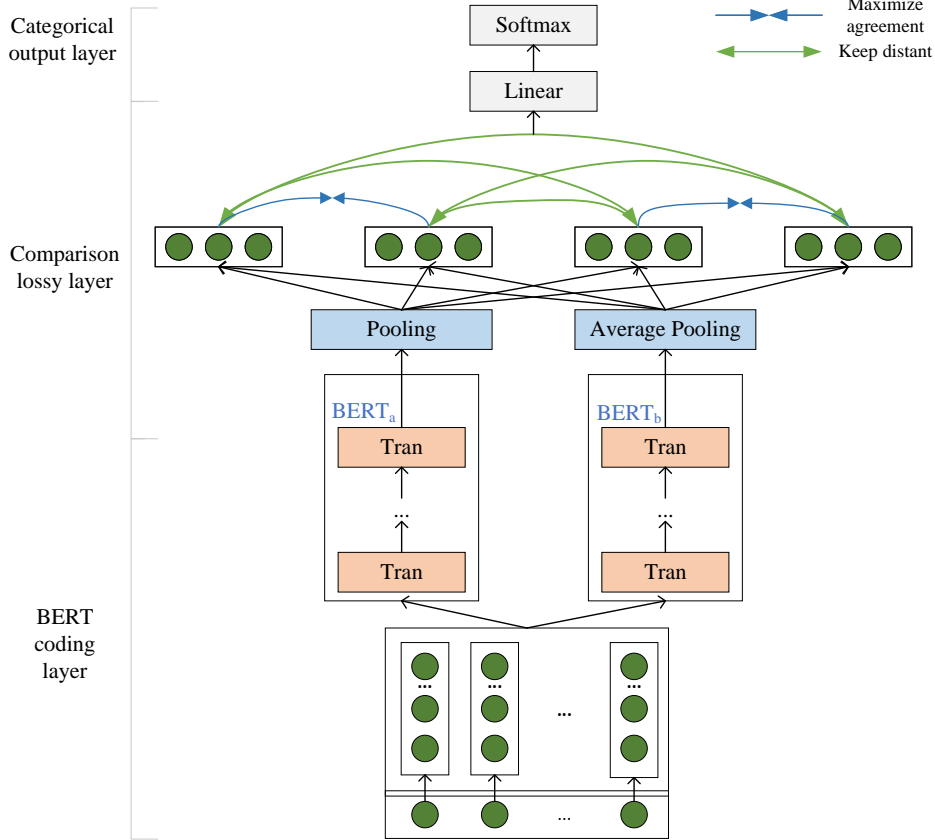 Categorical
output layer
Softmax
Linear
Maximize
agreement
Keep distant
Comparison
lossy layer
Pooling
Average Pooling
BERTa
BERTb
Tran
Tran
...
...
Tran
Tran
BERT
coding
layer
... ... ...
...
...